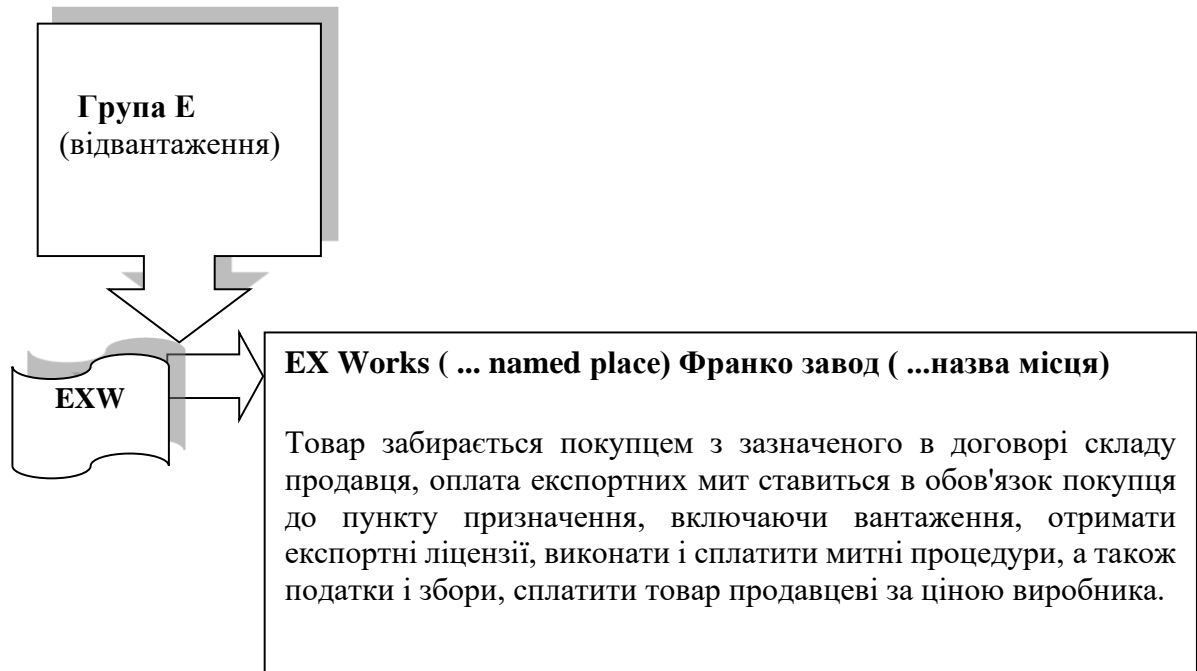 Група Е
(відвантаження)
EXW
EX Works ( ... named place) Франко завод ( ...назва місця)
Товар забирається покупцем з зазначеного в договорі складу
продавця, оплата експортних мит ставиться в обов'язок покупця
до пункту призначення, включаючи вантаження, отримати
експортні ліцензії, виконати і сплатити митні процедури, а також
податки і збори, сплатити товар продавцеві за ціною виробника.